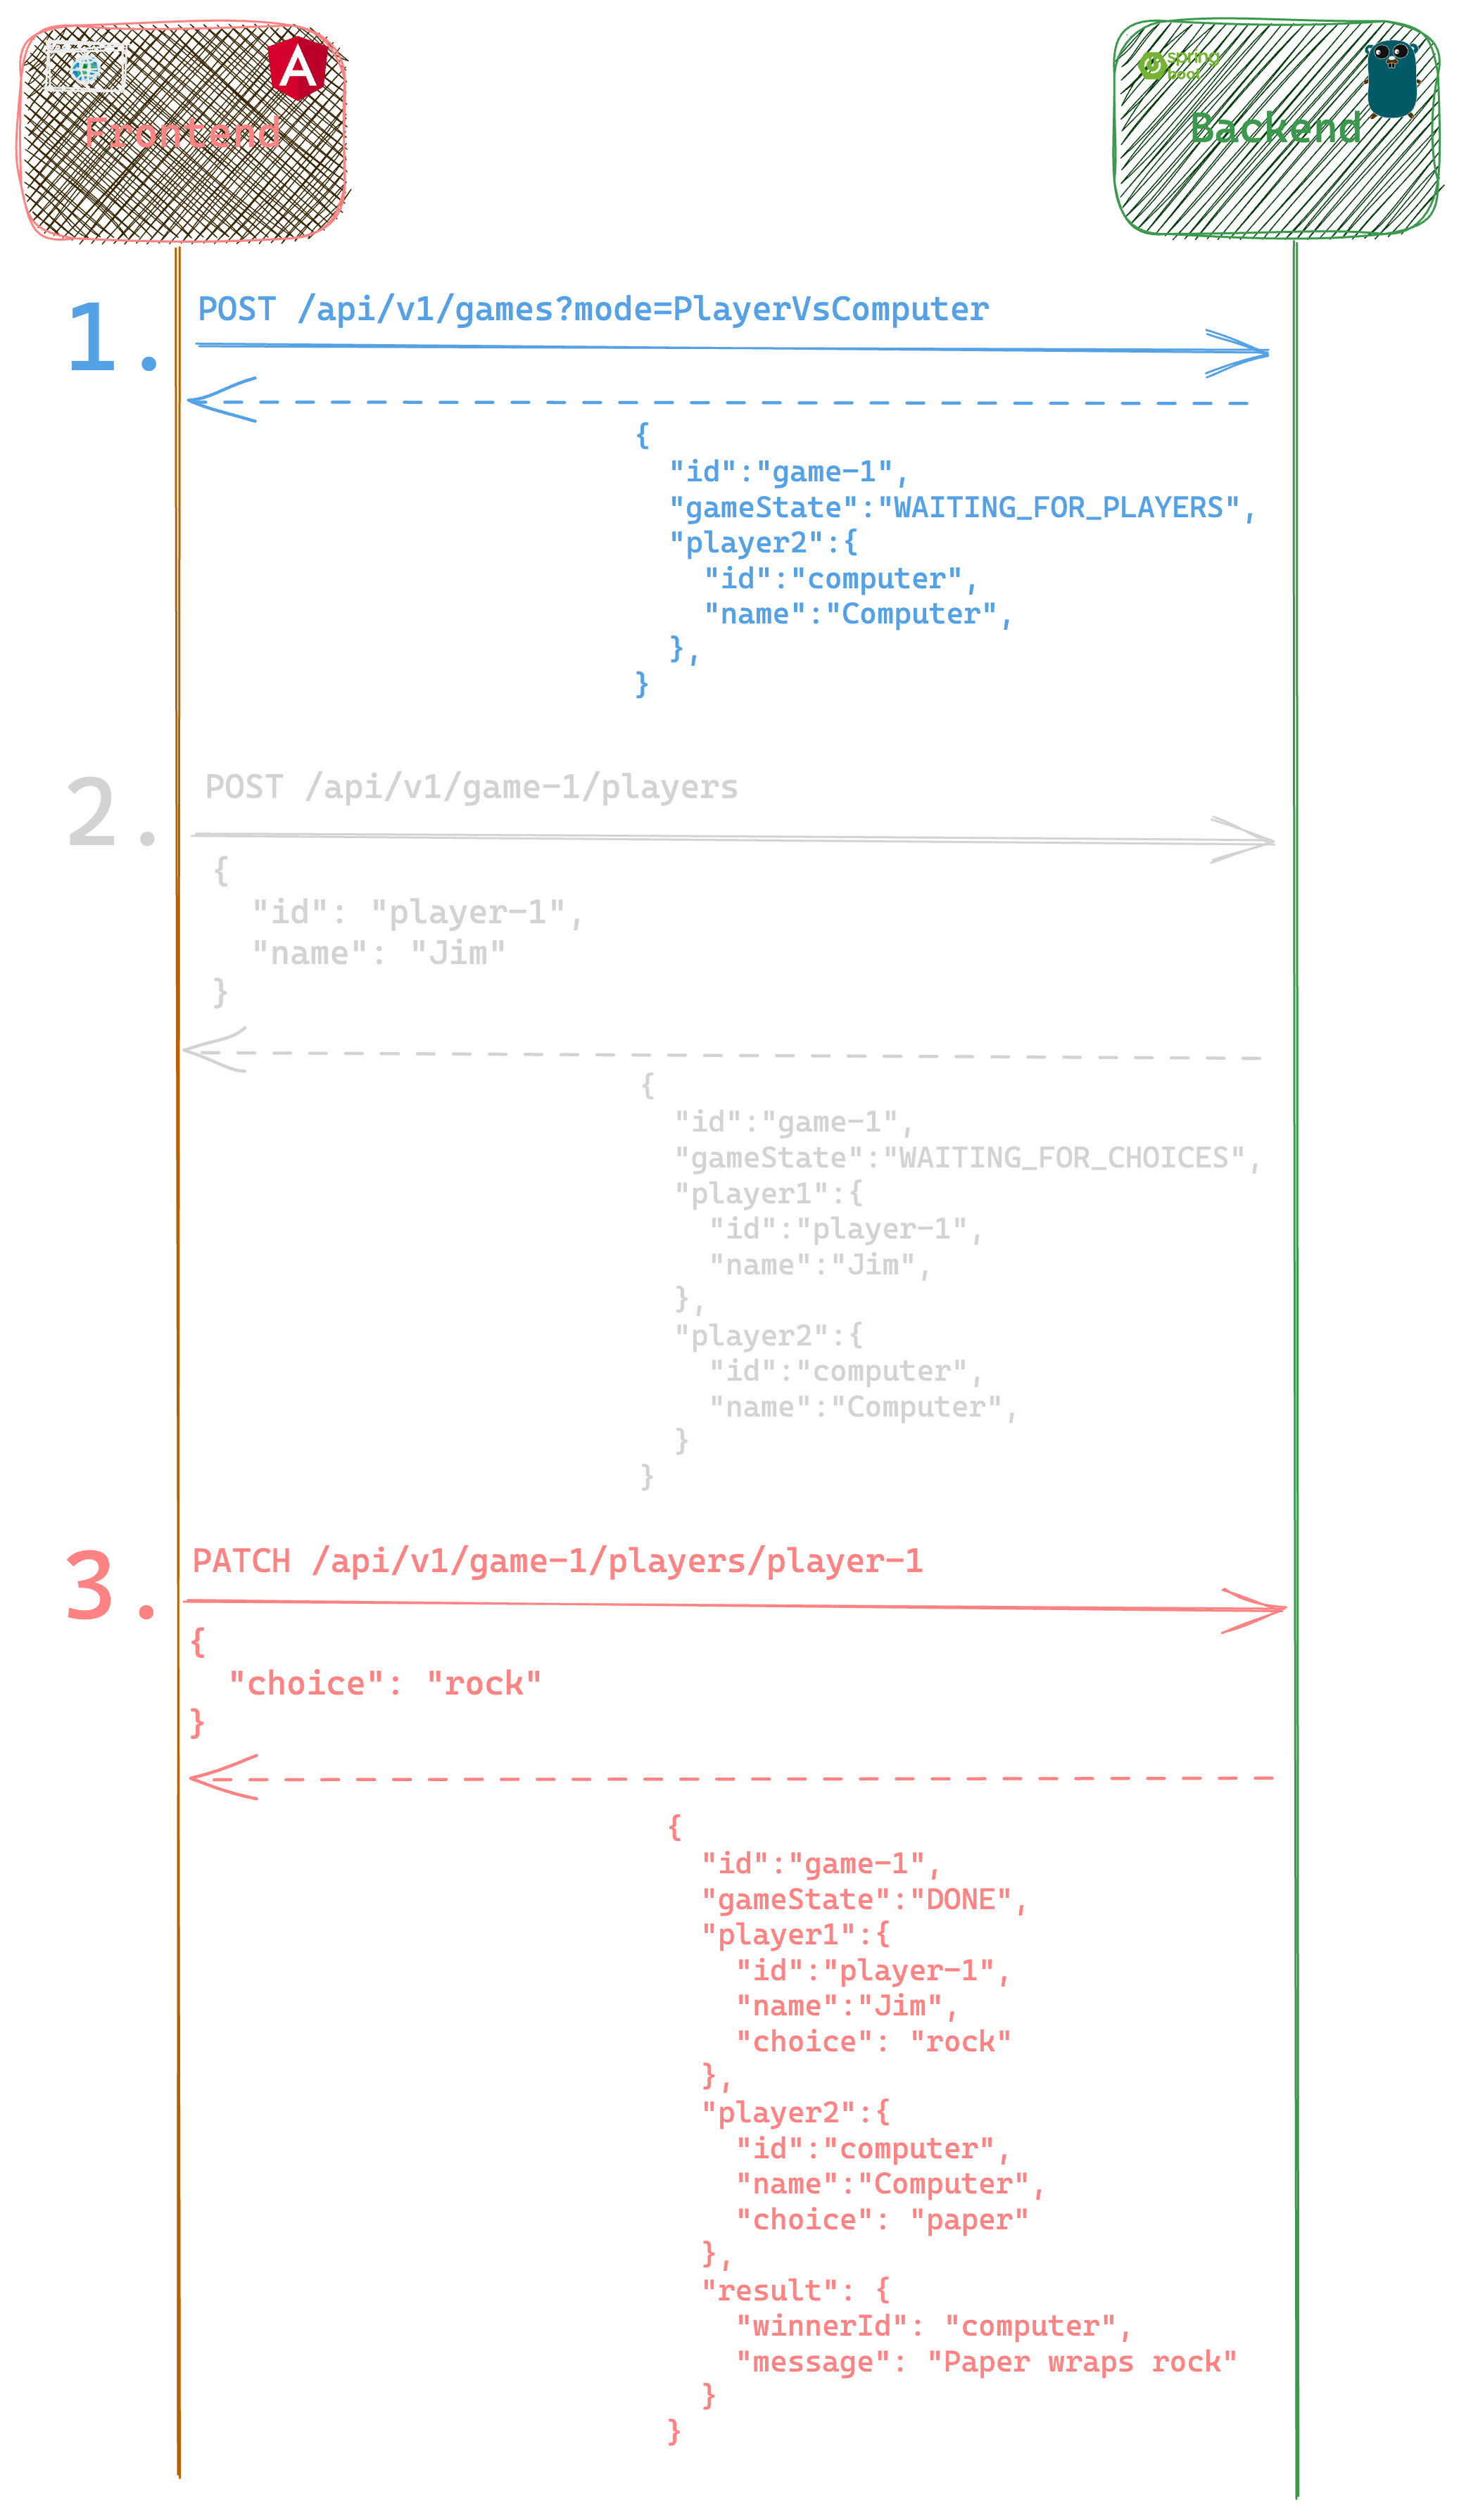 Frontend
spring
boot
Backend
1.
POST /api/v1/games?mode=PlayerVsComputer
{
  "id":"game-1",
  "gameState":"WAITING_FOR_PLAYERS",
  "player2":{
    "id":"computer",
    "name":"Computer",
  },
}
2.
POST /api/v1/game-1/players
{
  "id": "player-1",
  "name": "Jim"
}
{
  "id":"game-1",
  "gameState":"WAITING_FOR_CHOICES",
  "player1":{
    "id":"player-1",
    "name":"Jim",
  },
  "player2":{
    "id":"computer",
    "name":"Computer",
  }
}
3.
PATCH /api/v1/game-1/players/player-1
{
  "choice": "rock"
}
{
  "id":"game-1",
  "gameState":"DONE",
  "player1":{
    "id":"player-1",
    "name":"Jim",
    "choice": "rock"
  },
  "player2":{
    "id":"computer",
    "name":"Computer",
    "choice": "paper"
  },
  "result": {
    "winnerId": "computer",
    "message": "Paper wraps rock"
  }
}